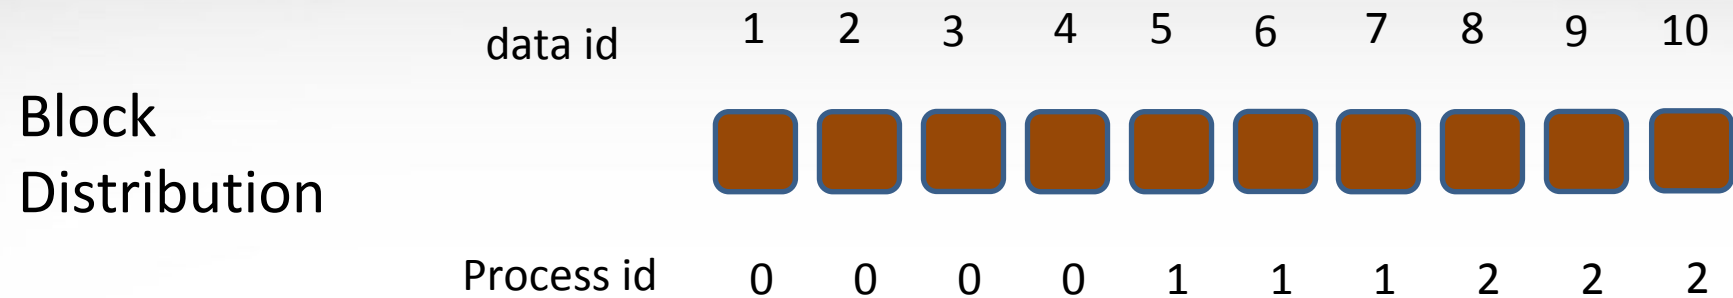 data id 1 2 3 4 5 6 7 8 9 10
Block
Distribution
Process id 0 0 0 0 1 1 1 2 2 2